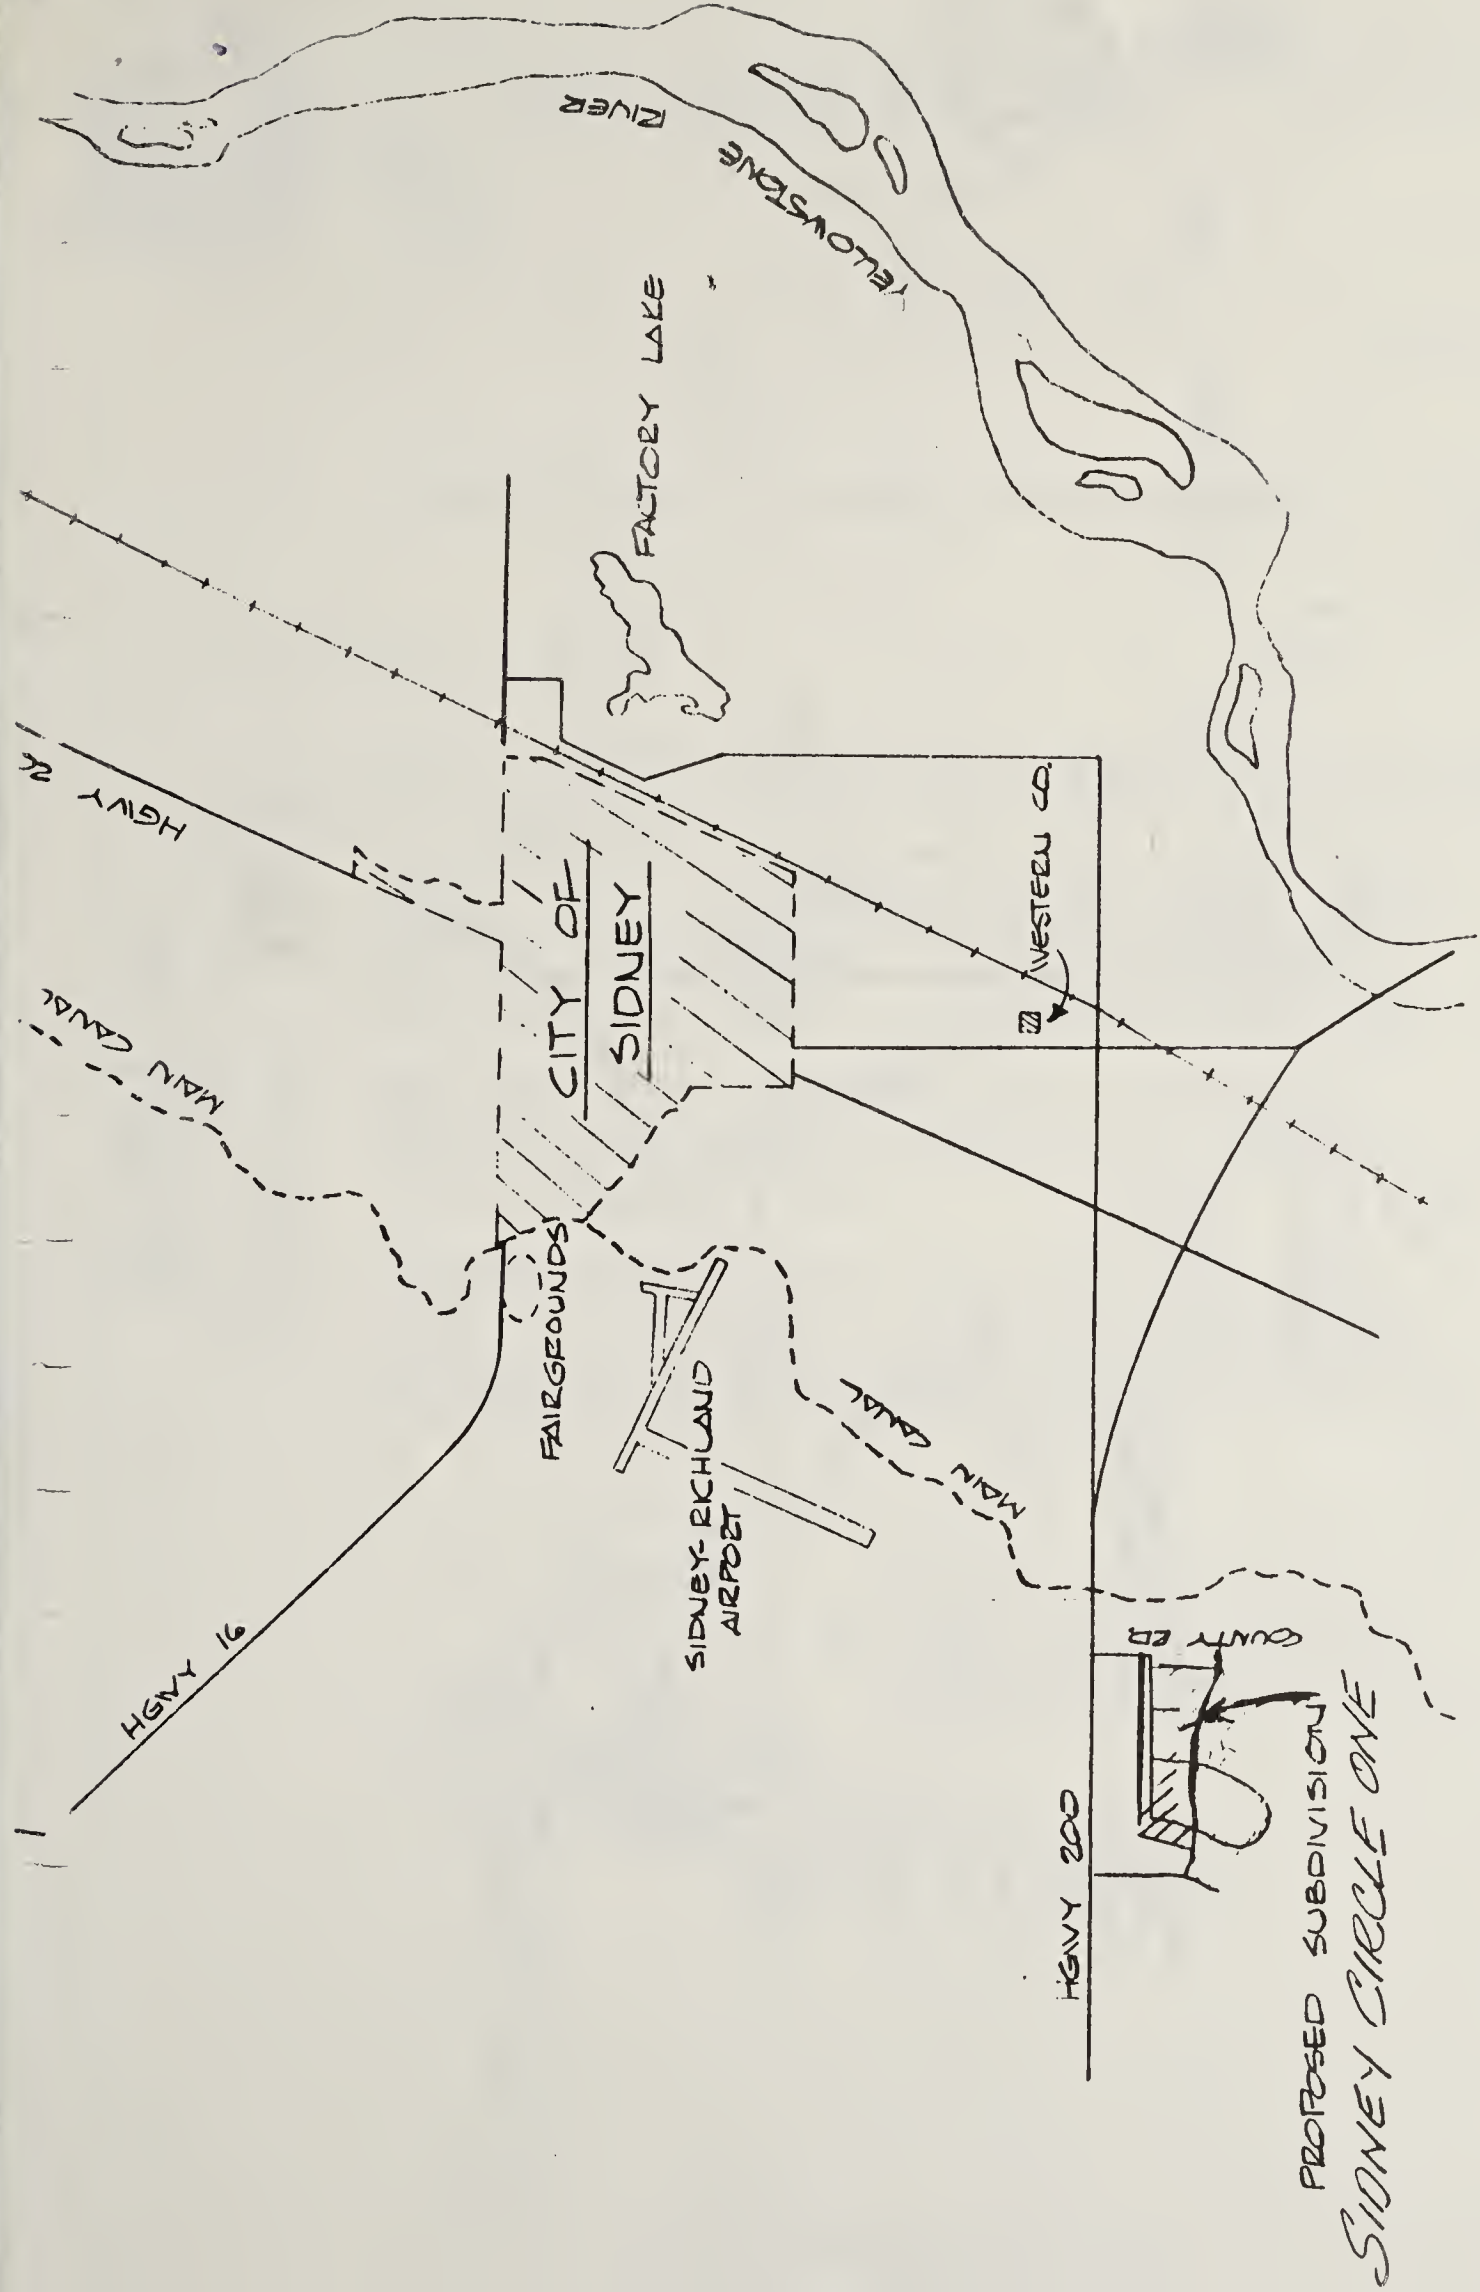 RIVER
YELLOWSTONE
FACTORY LAKE
MAIN CANAL
CITY OF
SIDNEY
HGWY 16
FAIRGROUNDS
SIDNEY-RICHLAND
AIRPORT
WESTERN CO.
MAIN CANAL
HGWY 200
COUNTY RD
PROPOSED SUBDIVISION
SIDNEY CIRCLE ONE